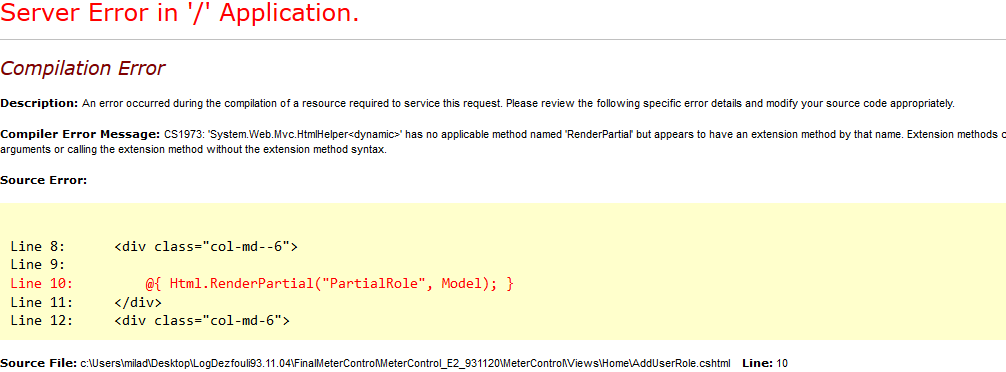 Server Error in '/' Application.
Compilation Error
Description: An error occurred during the compilation of a resource required to service this request. Please review the following specific error details and modify your source code appropriately.
Compiler Error Message: CS1973: 'System.Web.Mvc.HtmlHelper<dynamic>' has no applicable method named 'RenderPartial' but appears to have an extension method by that name. Extension methods c
arguments or calling the extension method without the extension method syntax.
Source Error:
Line 8:      <div class="col-md--6">
Line 9:
Line 10:         @{ Html.RenderPartial("PartialRole", Model); }
Line 11:     </div>
Line 12:     <div class="col-md-6">
Source File: c:\Users\milad\Desktop\LogDezfouli93.11.04\FinalMeterControl\MeterControl_E2_931120\MeterControl\Views\Home\AddUserRole.cshtml    Line: 10